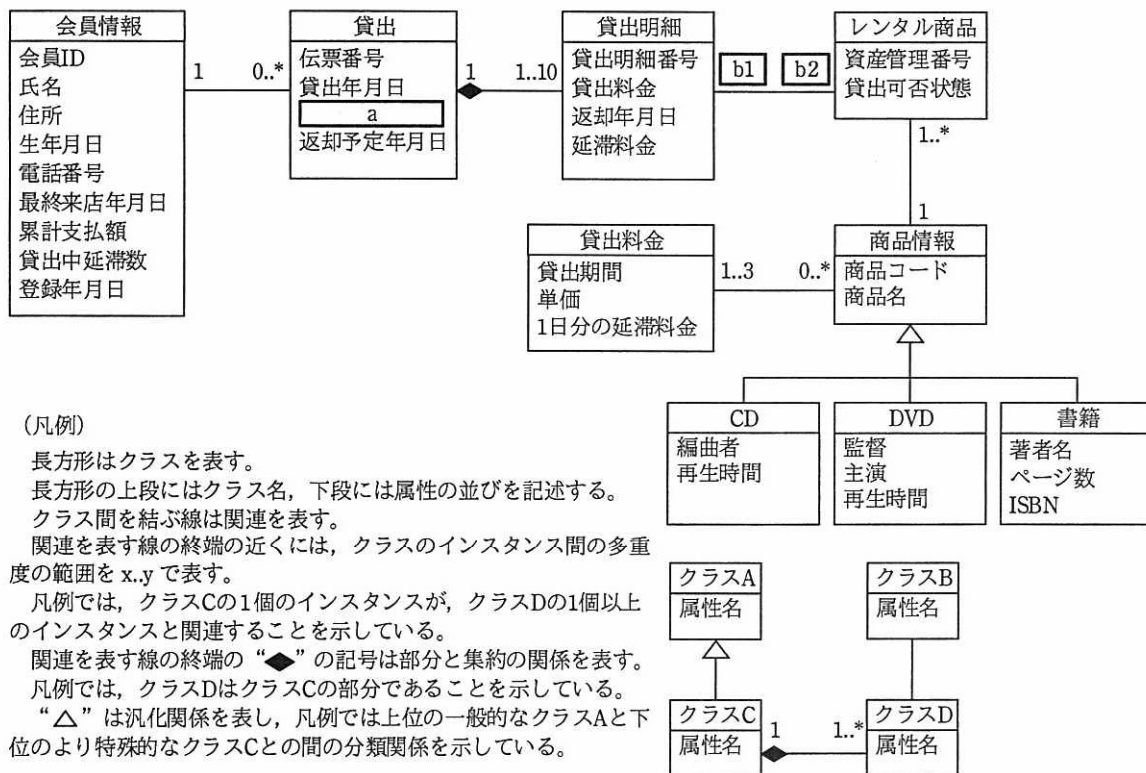 会員情報
会員ID
氏名
住所
生年月日
電話番号
最終来店年月日
累計支払額
貸出中延滞数
登録年月日
1
0..*
貸出
伝票番号
貸出年月日
a
返却予定年月日
1
1..10
貸出明細
貸出明細番号
貸出料金
返却年月日
延滞料金
b1
b2
レンタル商品
資産管理番号
貸出可否状態
1..*
1
貸出料金
貸出期間
単価
1日分の延滞料金
1..3
0..*
商品情報
商品コード
商品名
CD
編曲者
再生時間
DVD
監督
主演
再生時間
書籍
著者名
ページ数
ISBN
（凡例）
長方形はクラスを表す。
長方形の上段にはクラス名，下段には属性の並びを記述する。
クラス間を結ぶ線は関連を表す。
関連を表す線の終端の近くには，クラスのインスタンス間の多重
度の範囲を x..y で表す。
凡例では，クラスCの1個のインスタンスが，クラスDの1個以上
のインスタンスと関連することを示している。
関連を表す線の終端の“◆”の記号は部分と集約の関係を表す。
凡例では，クラスDはクラスCの部分であることを示している。
“△”は汎化関係を表し，凡例では上位の一般的なクラスAと下
位のより特殊的なクラスCとの間の分類関係を示している。
クラスA
属性名
クラスB
属性名
クラスC
属性名
1
1..*
クラスD
属性名